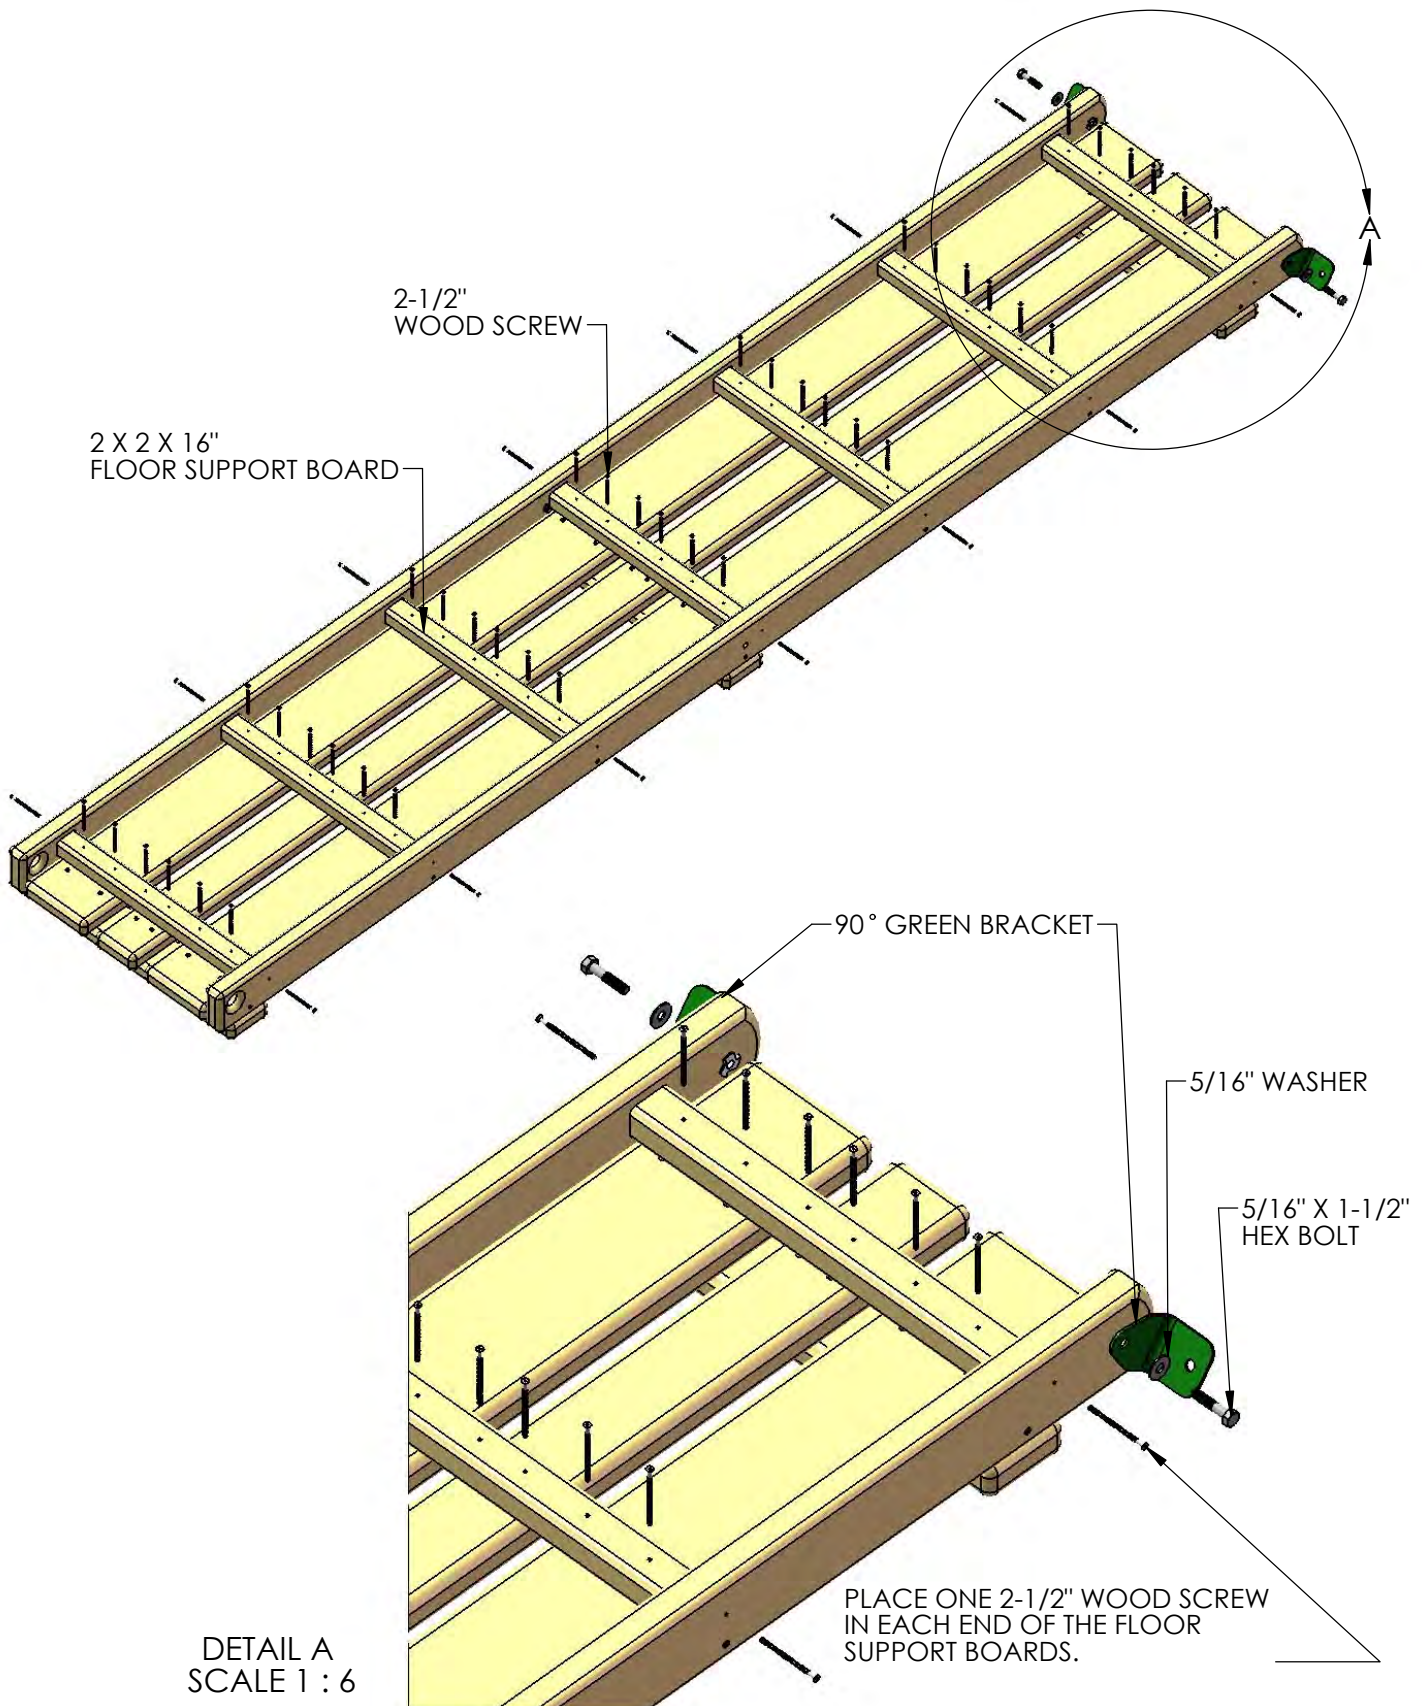 A
2-1/2"
WOOD SCREW
2 X 2 X 16"
FLOOR SUPPORT BOARD
90° GREEN BRACKET
5/16" WASHER
5/16" X 1-1/2"
HEX BOLT
PLACE ONE 2-1/2" WOOD SCREW
IN EACH END OF THE FLOOR
SUPPORT BOARDS.
DETAIL A
SCALE 1 : 6